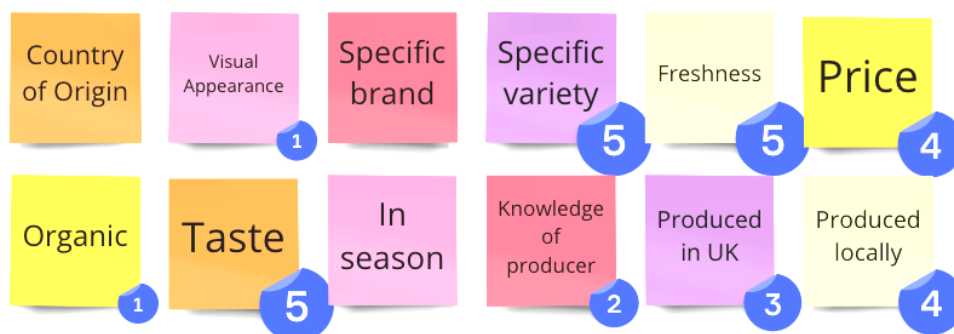 Country
of Origin
Visual
Appearance
1
Specific
brand
Specific
variety
5
Freshness
5
Price
4
Organic
1
Taste
5
In
season
Knowledge
of
producer
2
Produced
in UK
3
Produced
locally
4